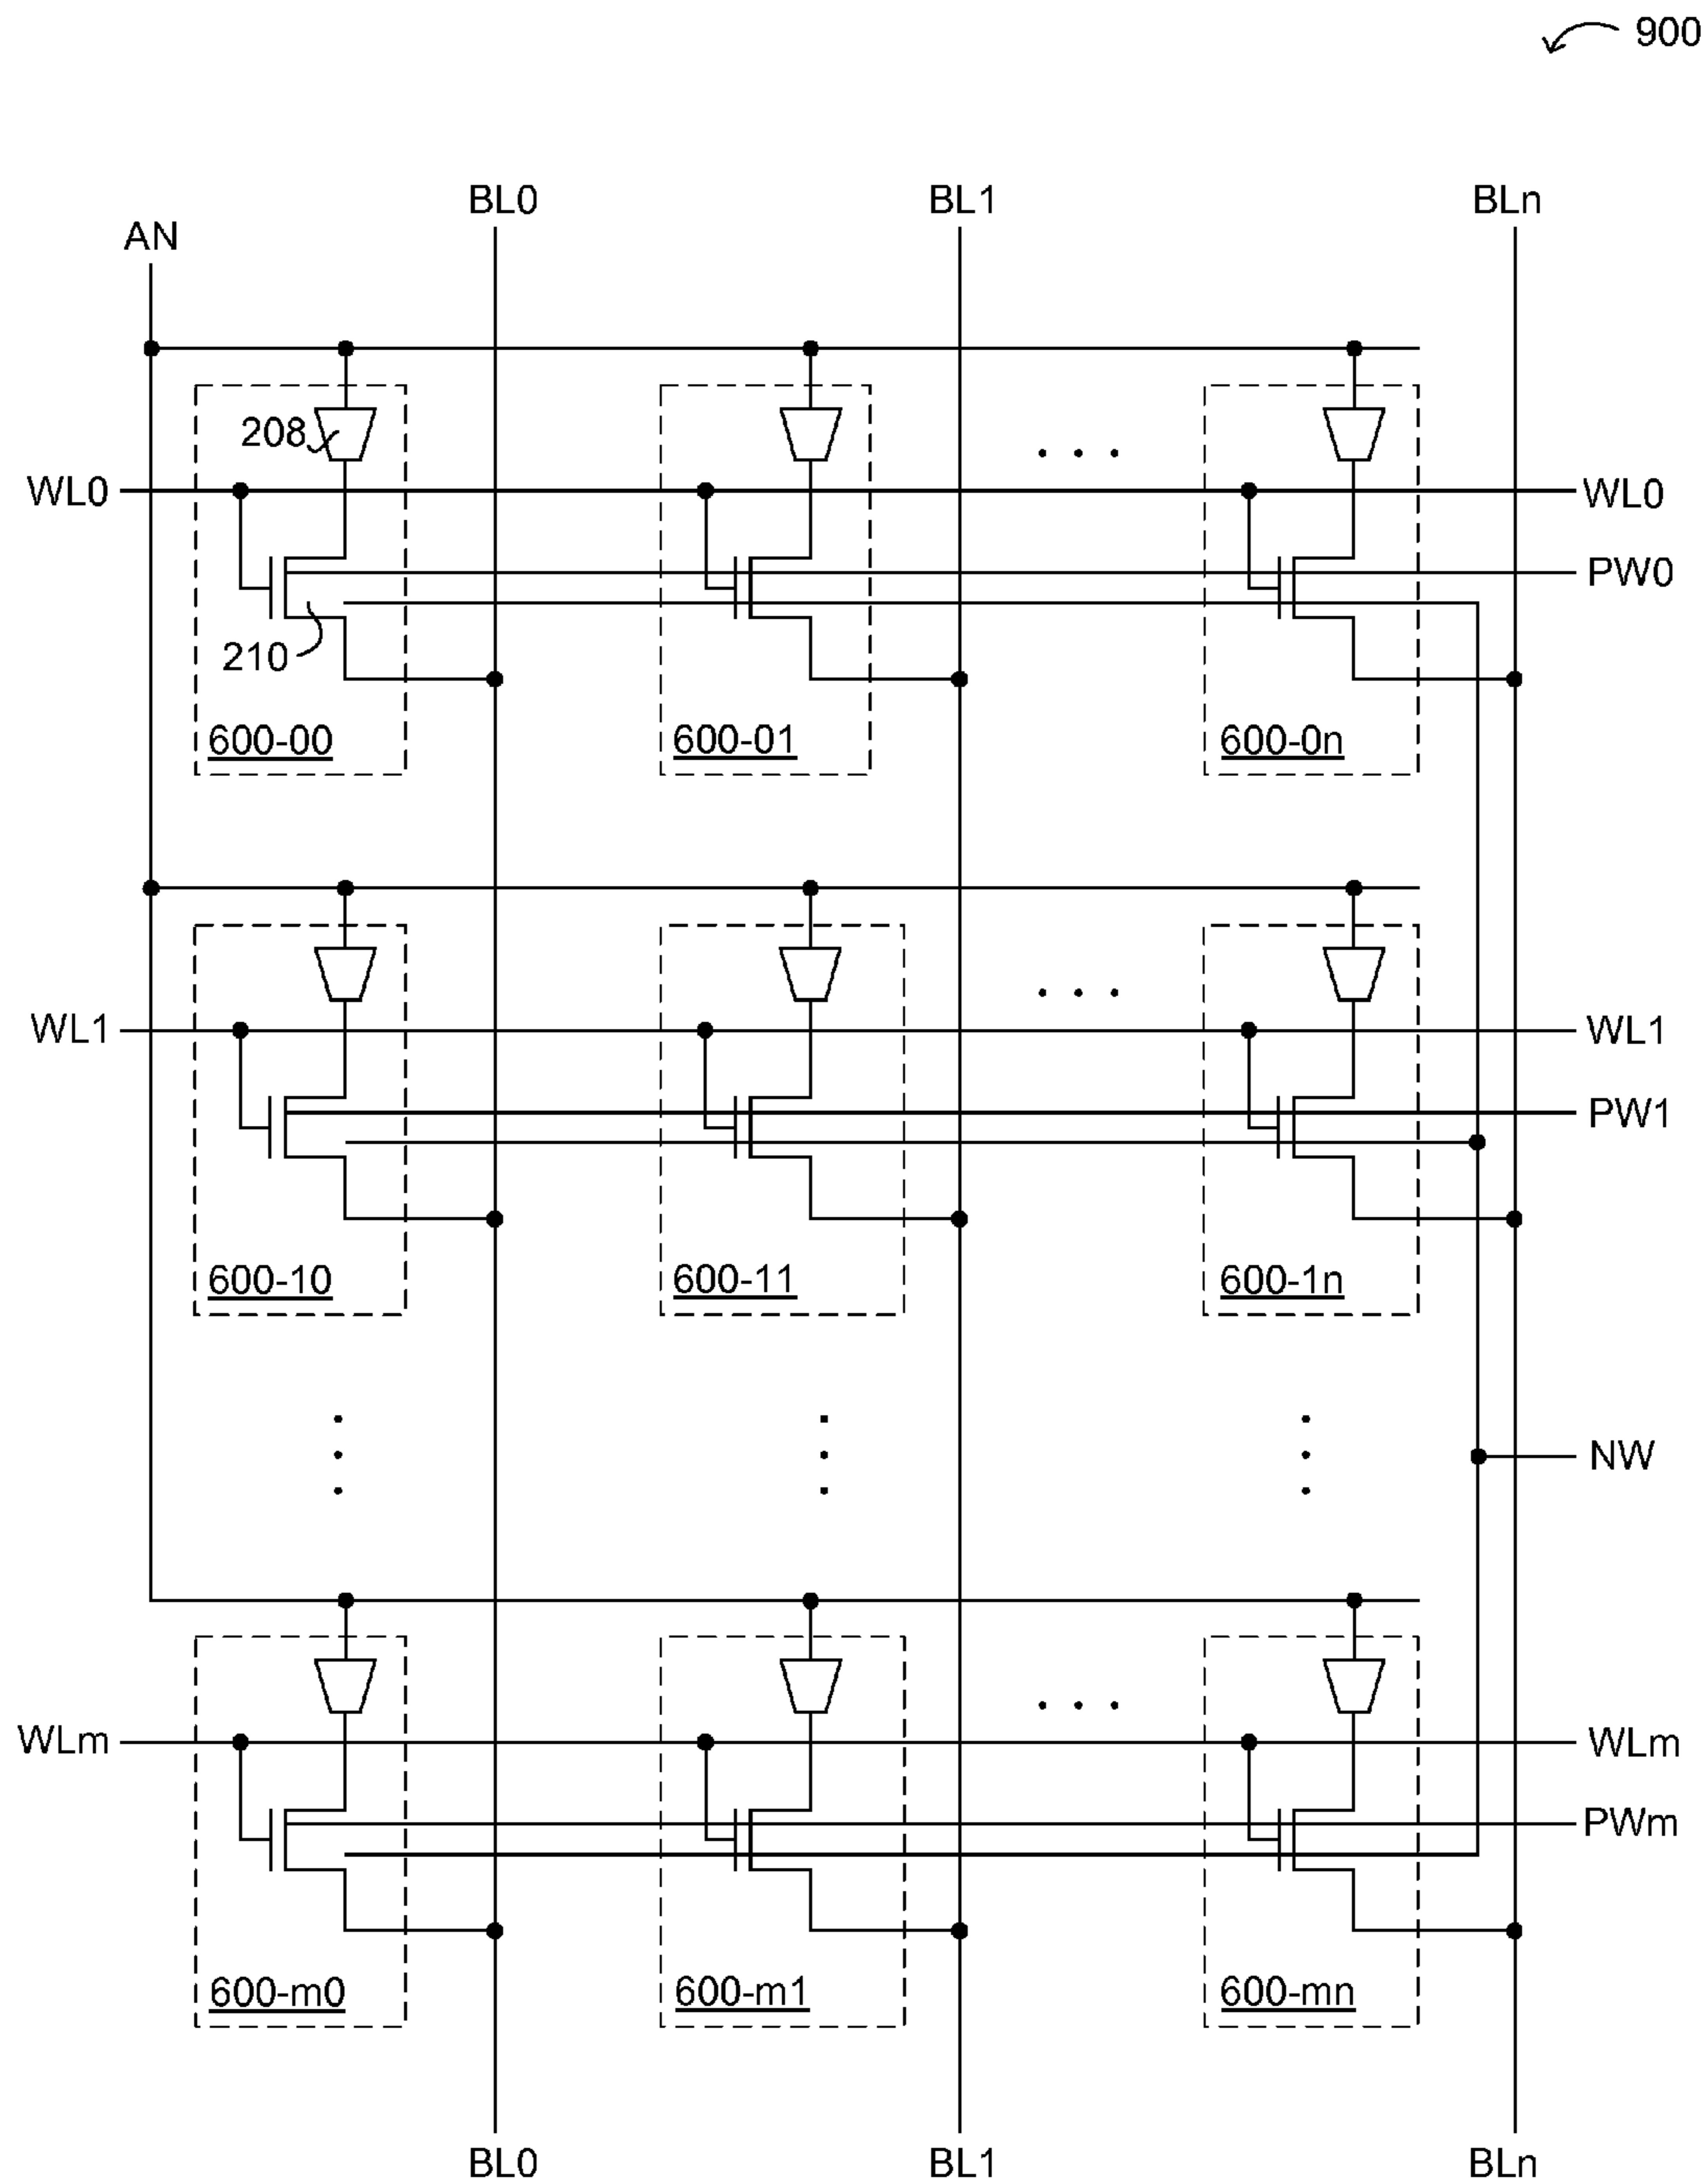 900
BL0 BL1 BLn
AN
208
WL0 WL0
PW0
210
600-00 600-01 600-0n
. . .
WL1 WL1
PW1
600-10 600-11 600-1n
. . .
NW
. . .
WLm WLm
PWm
600-m0 600-m1 600-mn
BL0 BL1 BLn